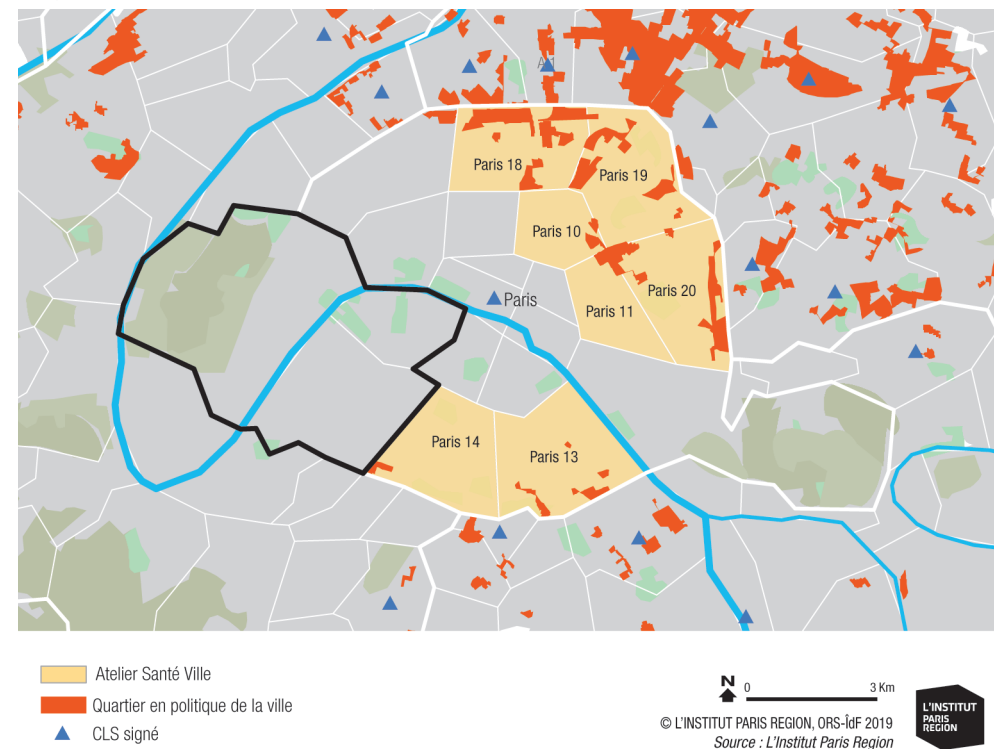 Paris 18
Paris 19
Paris 10
Paris 20
Paris
Paris 11
Paris 14
Paris 13
Atelier Santé Ville
Quartier en politique de la ville
CLS signé
N
0
3 Km
© L'INSTITUT PARIS REGION, ORS-ÎdF 2019
Source : L'Institut Paris Region
L'INSTITUT
PARIS
REGION